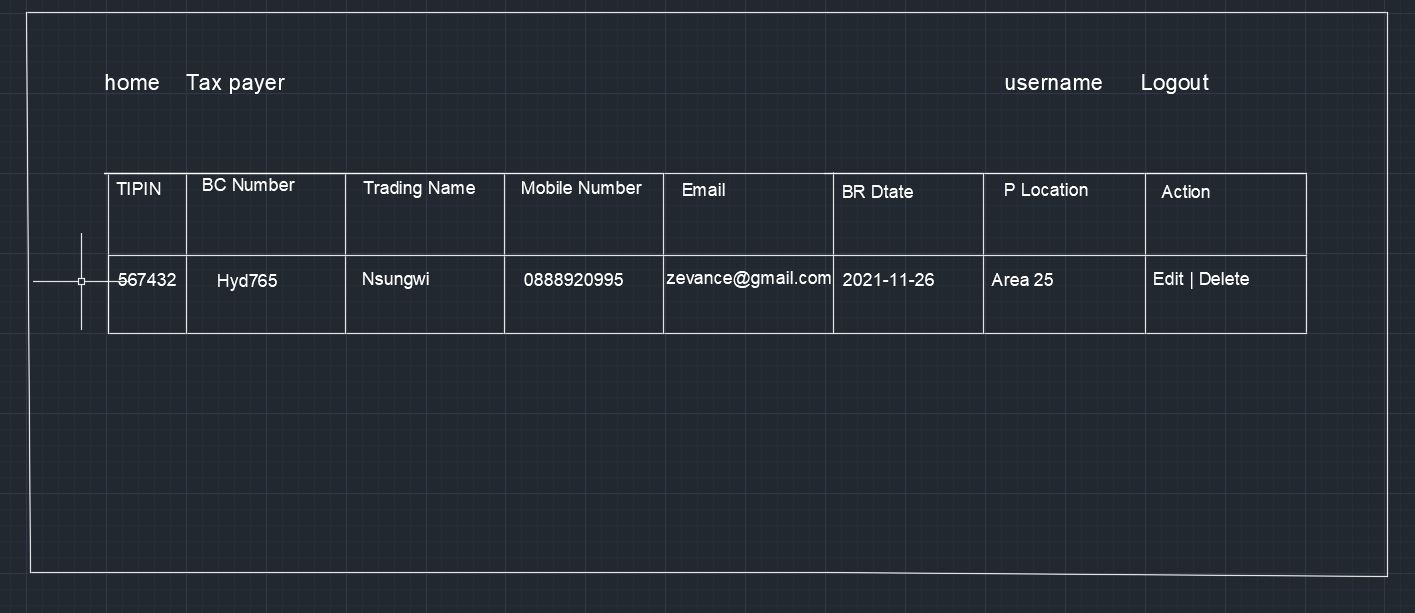 home Tax payer username Logout
TIPIN BC Number Trading Name Mobile Number Email BR Dtate P Location Action
567432 Hyd765 Nsungwi 0888920995 zevance@gmail.com 2021-11-26 Area 25 Edit | Delete